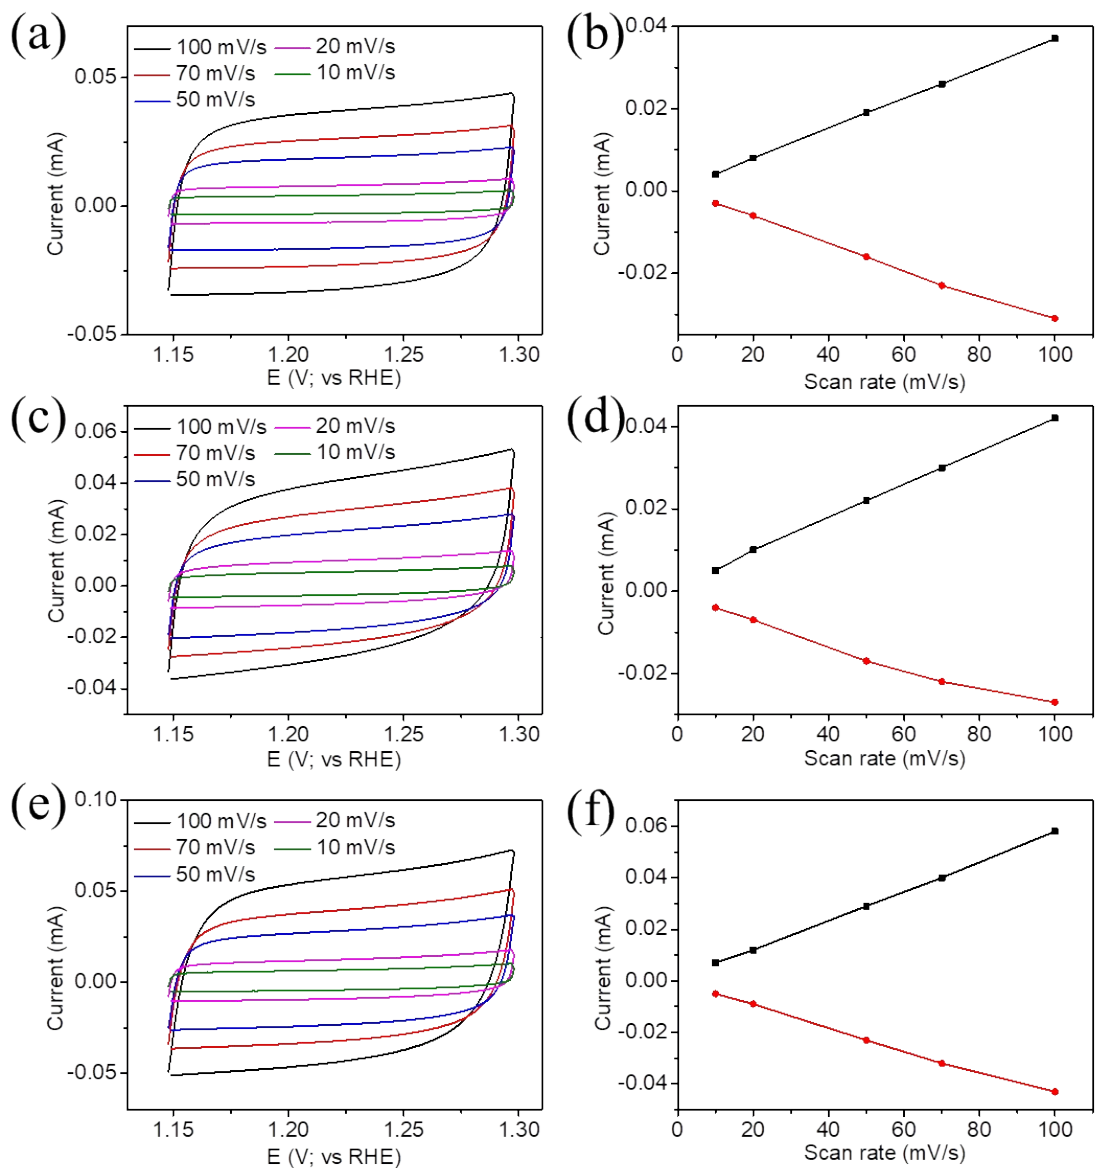 (a)
100 mV/s
20 mV/s
70 mV/s
10 mV/s
50 mV/s
0.05
0.00
-0.05
Current (mA)
1.15
1.20
1.25
1.30
E (V; vs RHE)
(b)
0.04
0.02
0.00
-0.02
Current (mA)
0
20
40
60
80
100
Scan rate (mV/s)
(c)
100 mV/s
20 mV/s
70 mV/s
10 mV/s
50 mV/s
0.06
0.04
0.02
0.00
-0.02
-0.04
Current (mA)
1.15
1.20
1.25
1.30
E (V; vs RHE)
(d)
0.04
0.02
0.00
-0.02
Current (mA)
0
20
40
60
80
100
Scan rate (mV/s)
(e)
100 mV/s
20 mV/s
70 mV/s
10 mV/s
50 mV/s
0.10
0.05
0.00
-0.05
Current (mA)
1.15
1.20
1.25
1.30
E (V; vs RHE)
(f)
0.06
0.04
0.02
0.00
-0.02
-0.04
Current (mA)
0
20
40
60
80
100
Scan rate (mV/s)